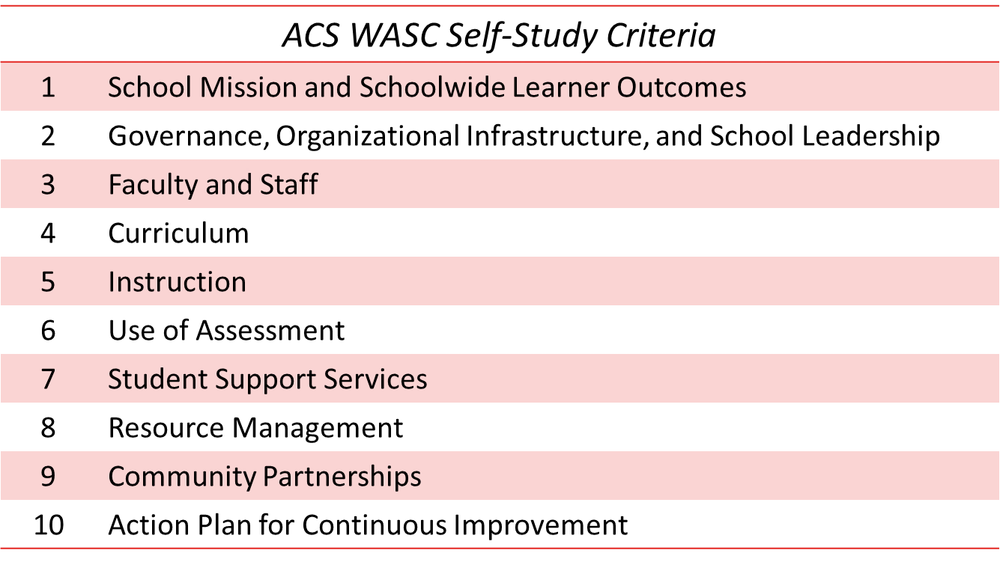 ACS WASC Self-Study Criteria
1 School Mission and Schoolwide Learner Outcomes
2 Governance, Organizational Infrastructure, and School Leadership
3 Faculty and Staff
4 Curriculum
5 Instruction
6 Use of Assessment
7 Student Support Services
8 Resource Management
9 Community Partnerships
10 Action Plan for Continuous Improvement